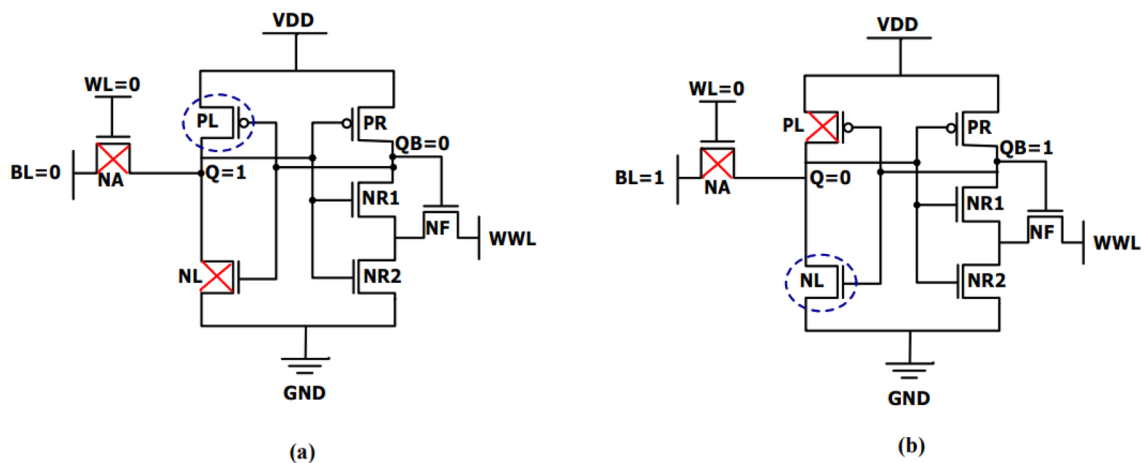 VDD
WL=0
PL
PR
QB=0
BL=0
NA
Q=1
NR1
NF
WWL
NL
NR2
GND
(a)
VDD
WL=0
PL
PR
QB=1
BL=1
NA
Q=0
NR1
NF
WWL
NL
NR2
GND
(b)